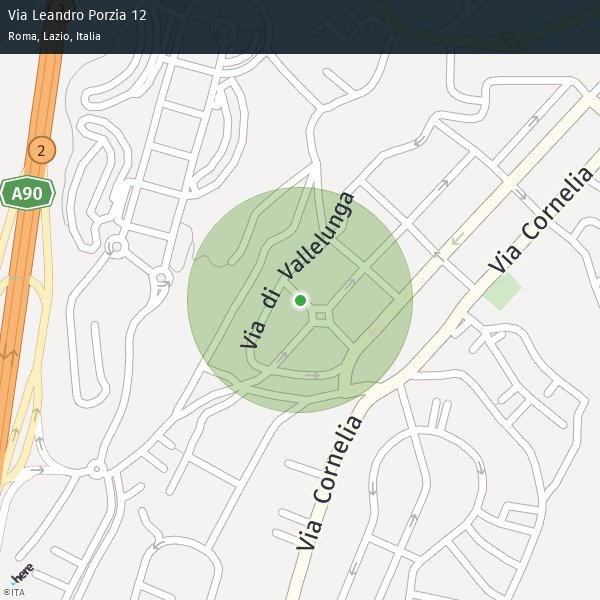 Via Leandro Porzia 12
Roma, Lazio, Italia
2
A90
Via Cornelia
Via di Vallelunga
Via Cornelia
here
©ITA